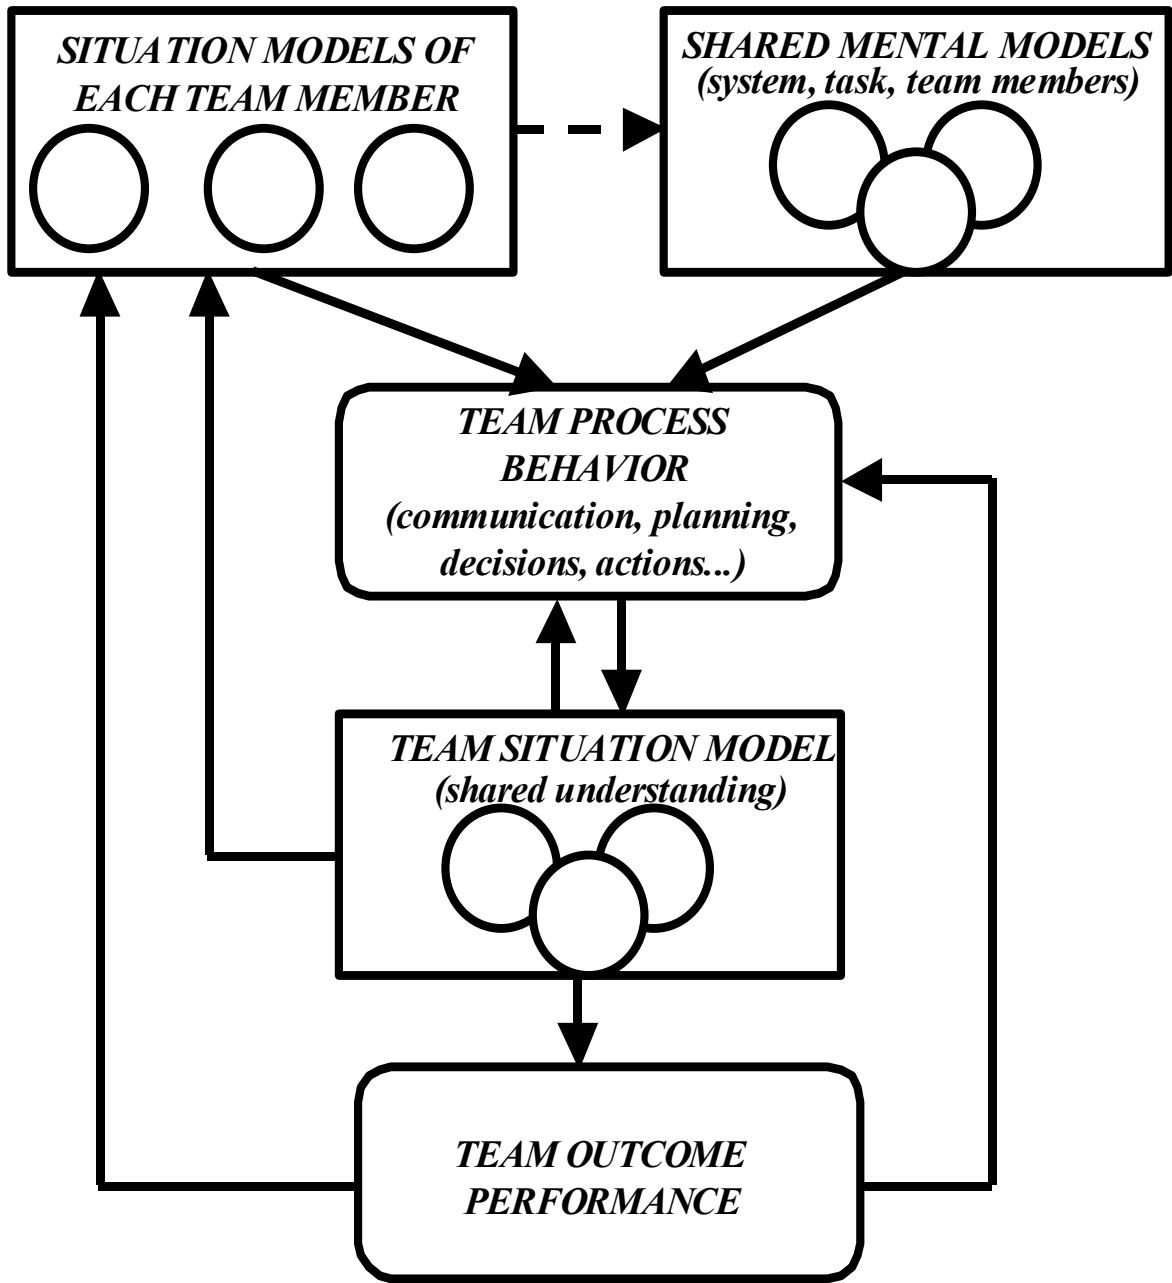 SITUATION MODELS OF
EACH TEAM MEMBER
SHARED MENTAL MODELS
(system, task, team members)
TEAM PROCESS
BEHAVIOR
(communication, planning,
decisions, actions...)
TEAM SITUATION MODEL
(shared understanding)
TEAM OUTCOME
PERFORMANCE